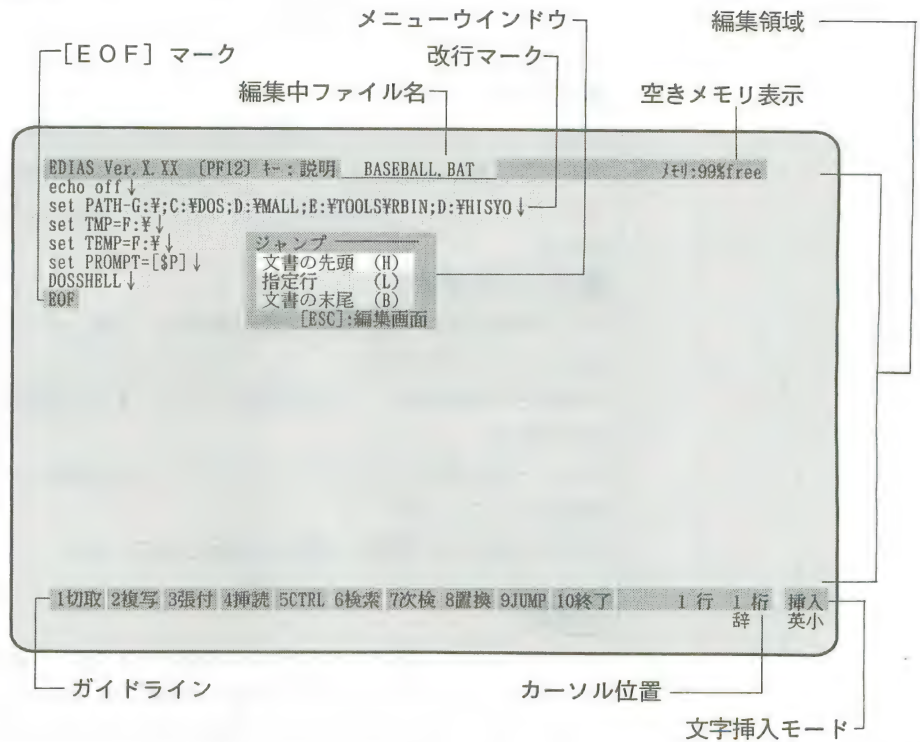 メニューウインドウ
編集領域
[EOF] マーク
改行マーク
編集中ファイル名
空きメモリ表示
EDIAS Ver.X.XX [PF12] キー:説明 BASEBALL.BAT ﾒﾓﾘ:99%free
echo off↓
set PATH-G:¥;C:¥DOS;D:¥MALL;E:¥TOOLS¥RBIN;D:¥HISYO↓
set TMP=F:¥↓
set TEMP=F:¥↓
set PROMPT=[$P]↓
DOSSHELL↓
EOF
ジャンプ
文書の先頭 (H)
指定行 (L)
文書の末尾 (B)
[ESC]:編集画面
1切取 2複写 3張付 4挿読 5CTRL 6検索 7次検 8置換 9JUMP 10終了 1 行 1 桁 挿入
辞 英小
ガイドライン
カーソル位置
文字挿入モード